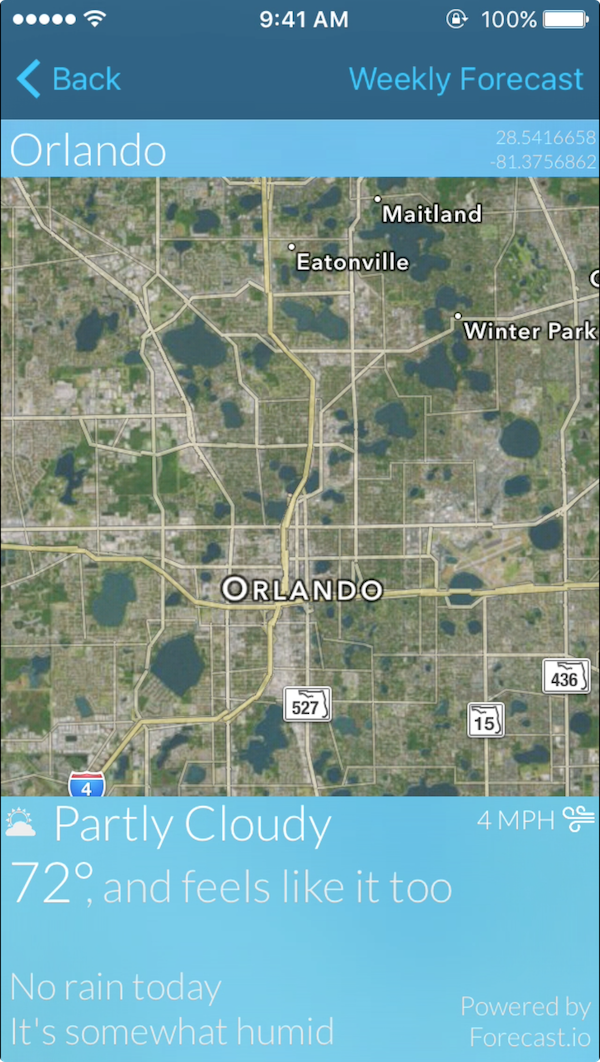 9:41 AM
100%
Back
Weekly Forecast
Orlando
28.5416658
-81.3756862
Maitland
Eatonville
Winter Park
ORLANDO
436
527
15
4
Partly Cloudy
4 MPH
72°, and feels like it too
No rain today
It's somewhat humid
Powered by
Forecast.io